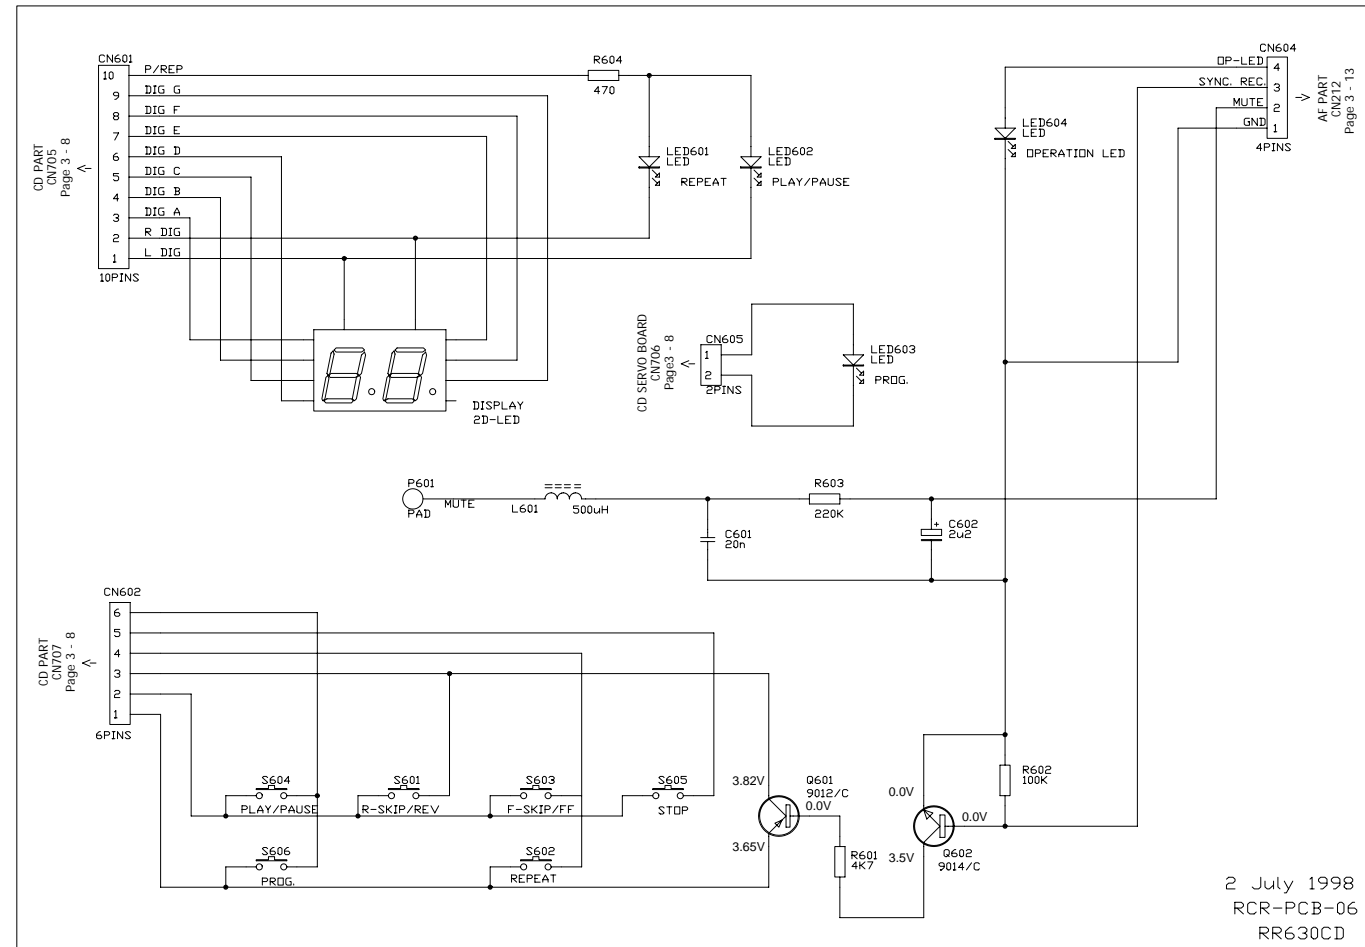 CN601
10 P/REP
9 DIG G
8 DIG F
7 DIG E
6 DIG D
5 DIG C
4 DIG B
3 DIG A
2 R DIG
1 L DIG
10PINS
CD PART
CN705
Page 3 - 8
R604
470
LED601
LED
REPEAT
LED602
LED
PLAY/PAUSE
DISPLAY
2D-LED
CN604
OP-LED 4
SYNC. REC. 3
MUTE 2
GND 1
4PINS
AF PART
CN212
Page 3 - 13
LED604
LED
OPERATION LED
CD SERVO BOARD
CN706
Page3 - 8
CN605
1
2
2PINS
LED603
LED
PROG.
P601
PAD
MUTE
L601
500uH
R603
220K
C601
20n
+
C602
2u2
CN602
6
5
4
3
2
1
6PINS
CD PART
CN707
Page 3 - 8
S604
PLAY/PAUSE
S601
R-SKIP/REV
S603
F-SKIP/FF
S605
STOP
S606
PROG.
S602
REPEAT
3.82V
Q601
9012/C
0.0V
3.65V
R601
4K7
0.0V
0.0V
3.5V
Q602
9014/C
R602
100K
2 July 1998
RCR-PCB-06
RR630CD